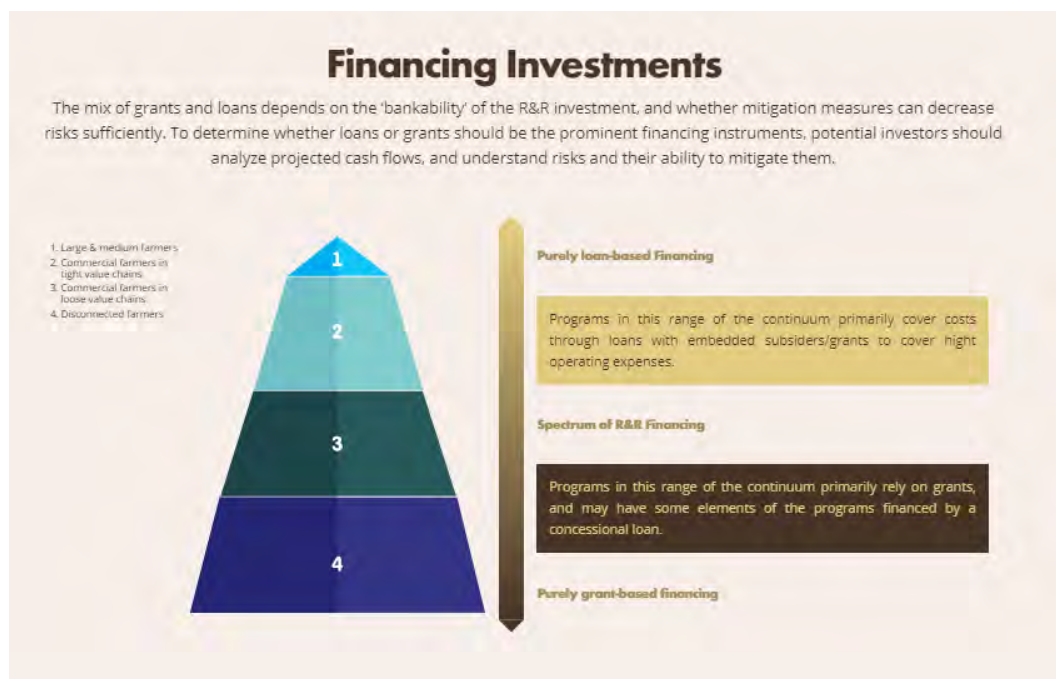 Financing Investments
The mix of grants and loans depends on the 'bankability' of the R&R investment, and whether mitigation measures can decrease
risks sufficiently. To determine whether loans or grants should be the prominent financing instruments, potential investors should
analyze projected cash flows, and understand risks and their ability to mitigate them.
1. Large & medium farmers
2. Commercial farmers in
tight value chains
3. Commercial farmers in
loose value chains
4. Disconnected farmers
1
2
3
4
Purely loan-based Financing
Programs in this range of the continuum primarily cover costs
through loans with embedded subsiders/grants to cover hight
operating expenses.
Spectrum of R&R Financing
Programs in this range of the continuum primarily rely on grants,
and may have some elements of the programs financed by a
concessional loan.
Purely grant-based financing